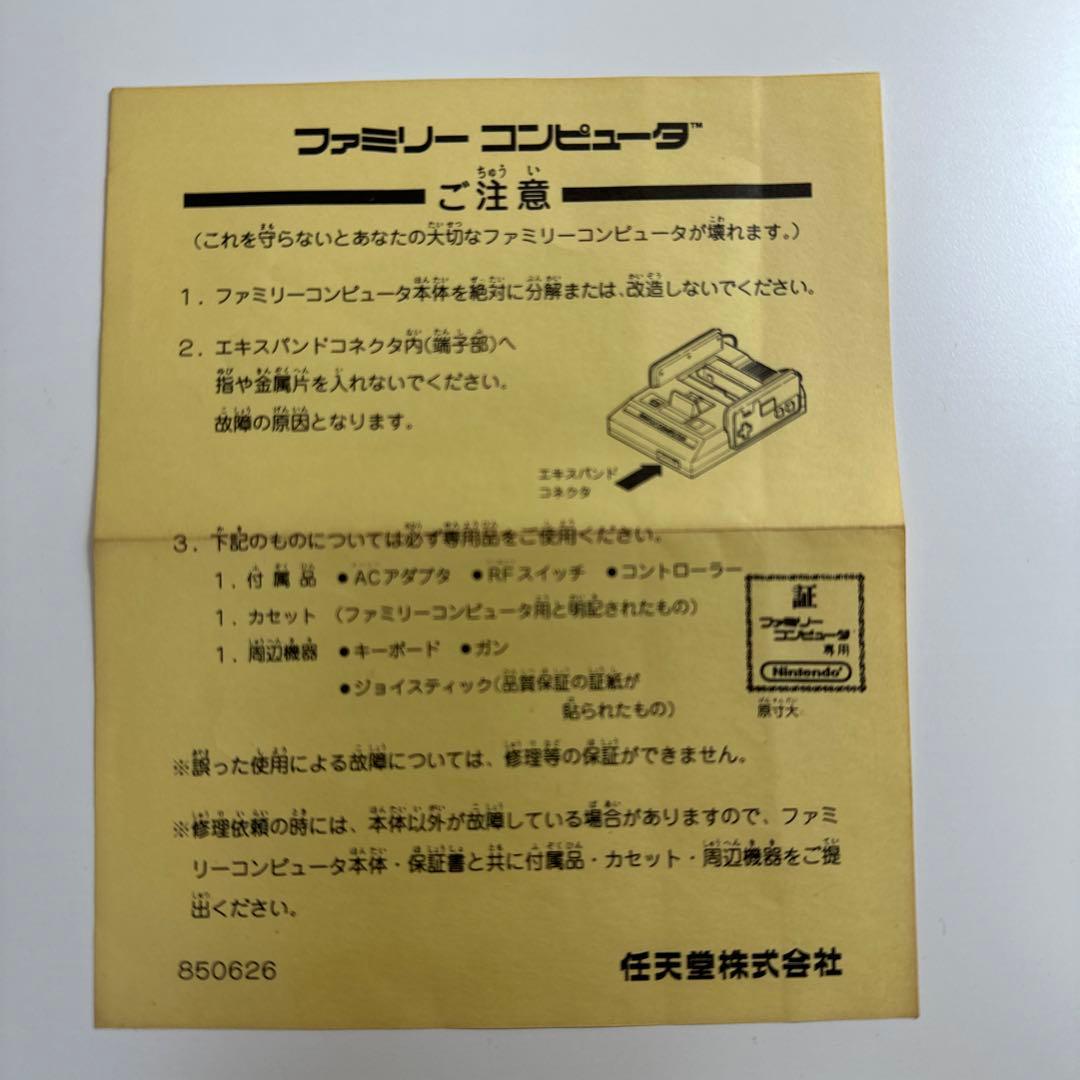 ファミリー コンピュータ™
ご注意
(これを守らないとあなたの大切なファミリーコンピュータが壊れます。)
1. ファミリーコンピュータ本体を絶対に分解または、改造しないでください。
2. エキスパンドコネクタ内(端子部)へ
指や金属片を入れないでください。
故障の原因となります。
エキスパンド
コネクタ
3. 下記のものについては必ず専用品をご使用ください。
1. 付属品 ●ACアダプタ ●RFスイッチ ●コントローラー
1. カセット (ファミリーコンピュータ用と明記されたもの)
1. 周辺機器 ●キーボード ●ガン
●ジョイスティック(品質保証の証紙が
貼られたもの)
証
ファミリー
コンピュータ
専用
Nintendo®
原寸大
※誤った使用による故障については、修理等の保証ができません。
※修理依頼の時には、本体以外が故障している場合がありますので、ファミ
リーコンピュータ本体・保証書と共に付属品・カセット・周辺機器をご提
出ください。
850626
任天堂株式会社